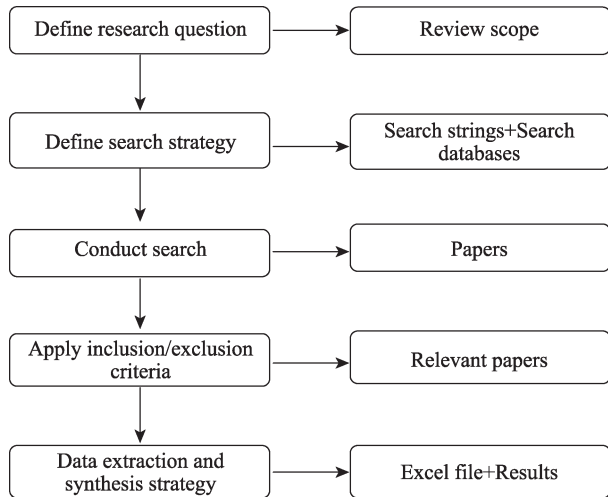 Define research question
Review scope
Define search strategy
Search strings+Search
databases
Conduct search
Papers
Apply inclusion/exclusion
criteria
Relevant papers
Data extraction and
synthesis strategy
Excel file+Results